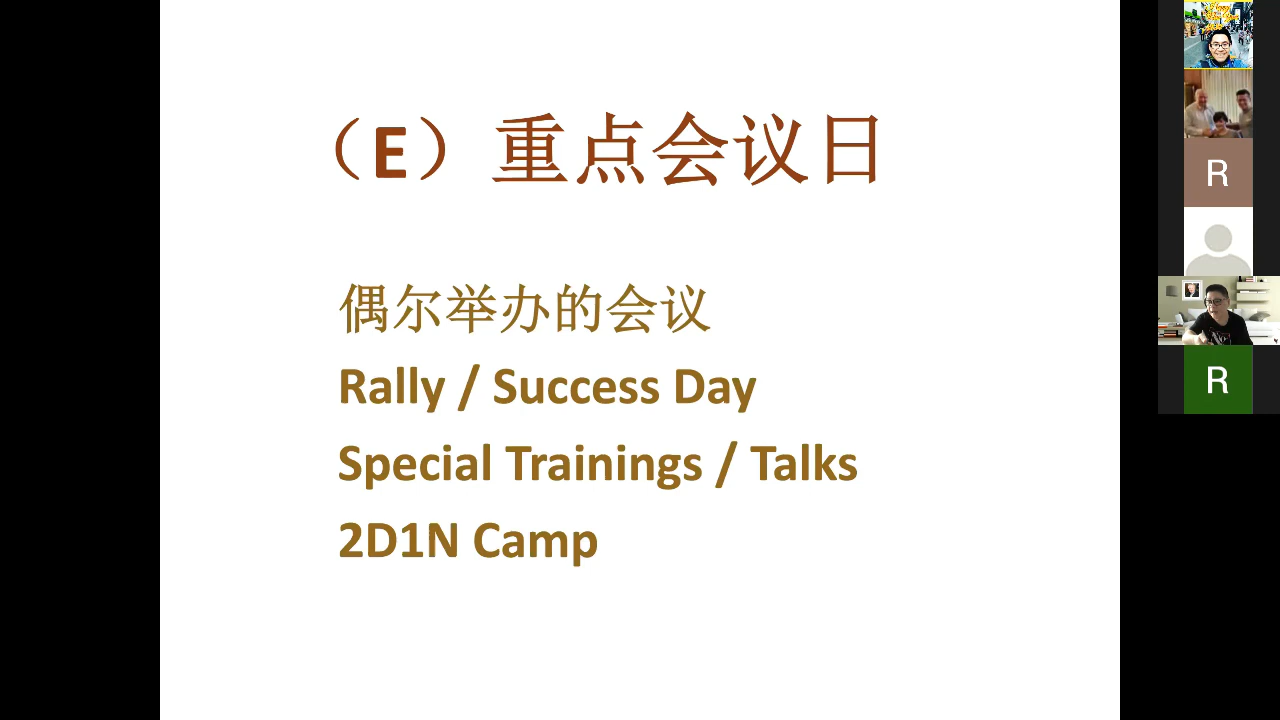 （E）重点会议日
偶尔举办的会议
Rally / Success Day
Special Trainings / Talks
2D1N Camp
R
R